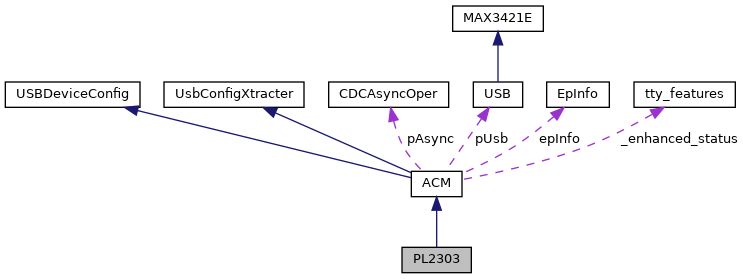 MAX3421E
USBDeviceConfig
UsbConfigXtracter
CDCAsyncOper
USB
EpInfo
tty_features
pAsync
pUsb
epInfo
_enhanced_status
ACM
PL2303